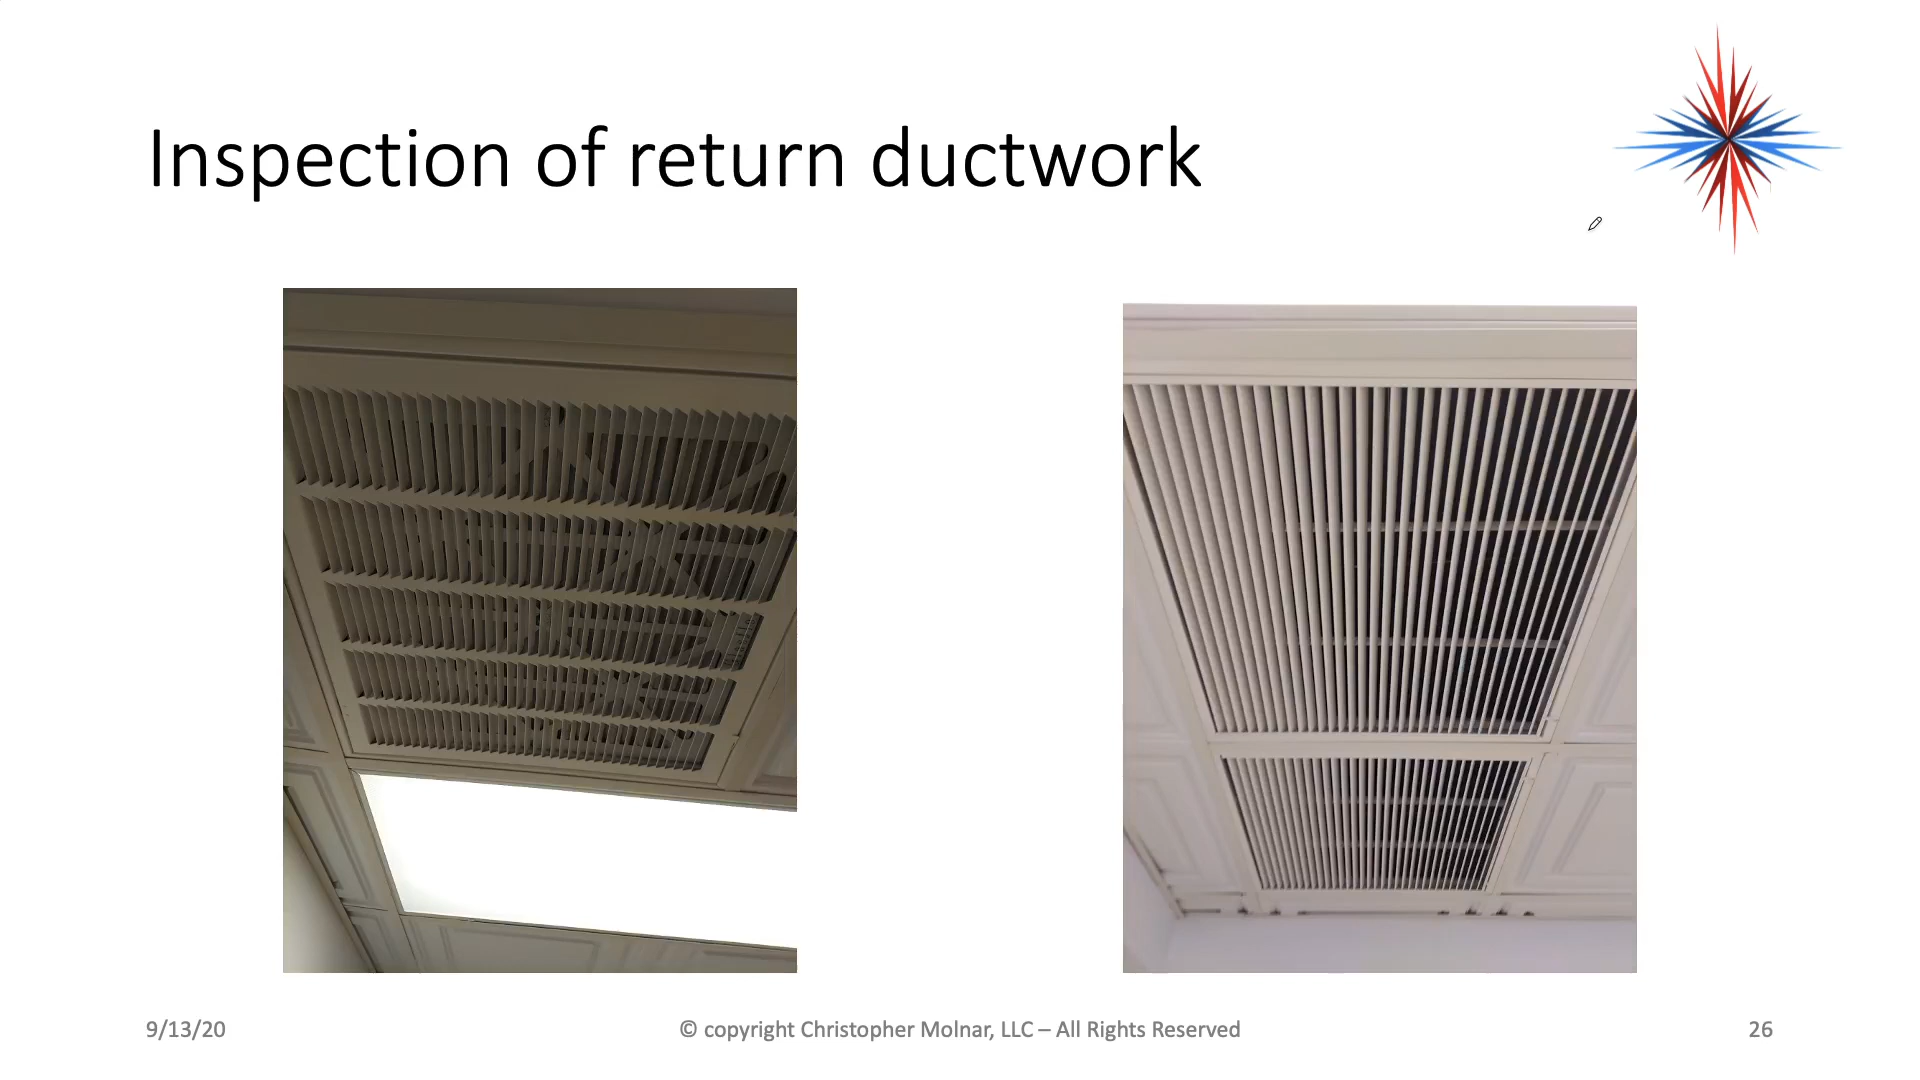 Inspection of return ductwork
9/13/20
© copyright Christopher Molnar, LLC – All Rights Reserved
26